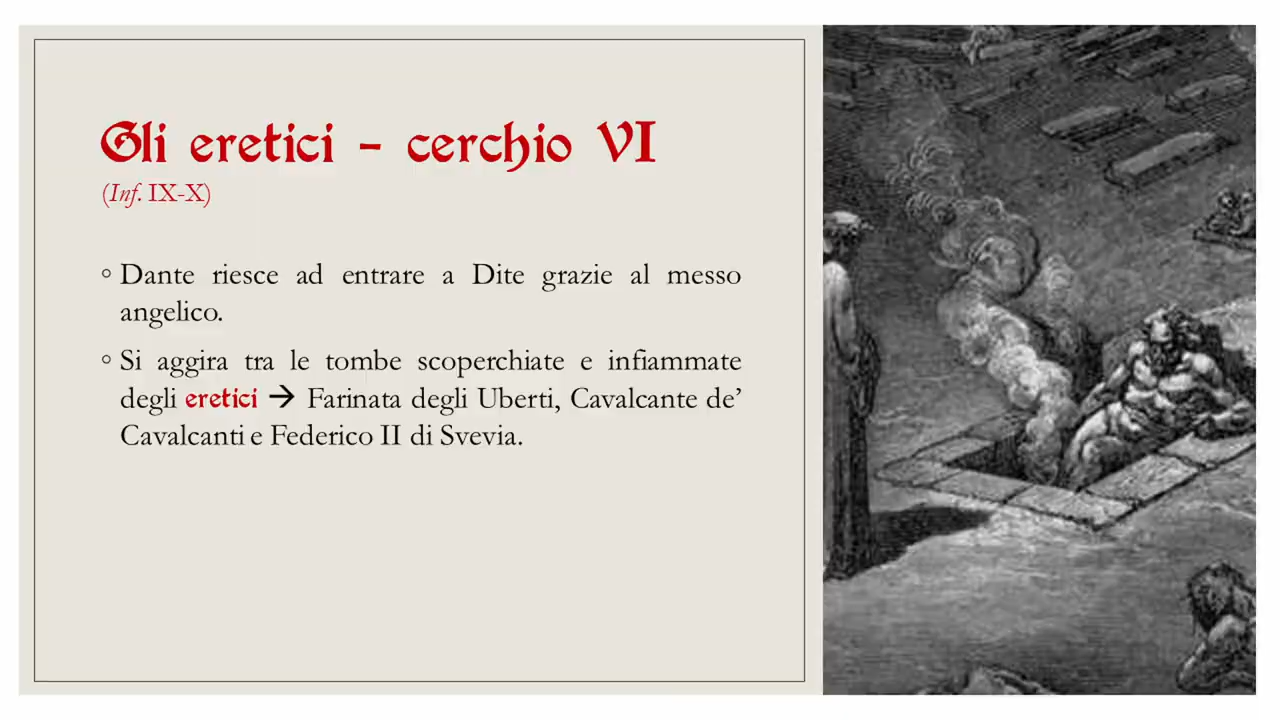 Gli eretici – cerchio VI
(Inf. IX-X)
◦ Dante riesce ad entrare a Dite grazie al messo
angelico.
◦ Si aggira tra le tombe scoperchiate e infiammate
degli eretici → Farinata degli Uberti, Cavalcante de’
Cavalcanti e Federico II di Svevia.